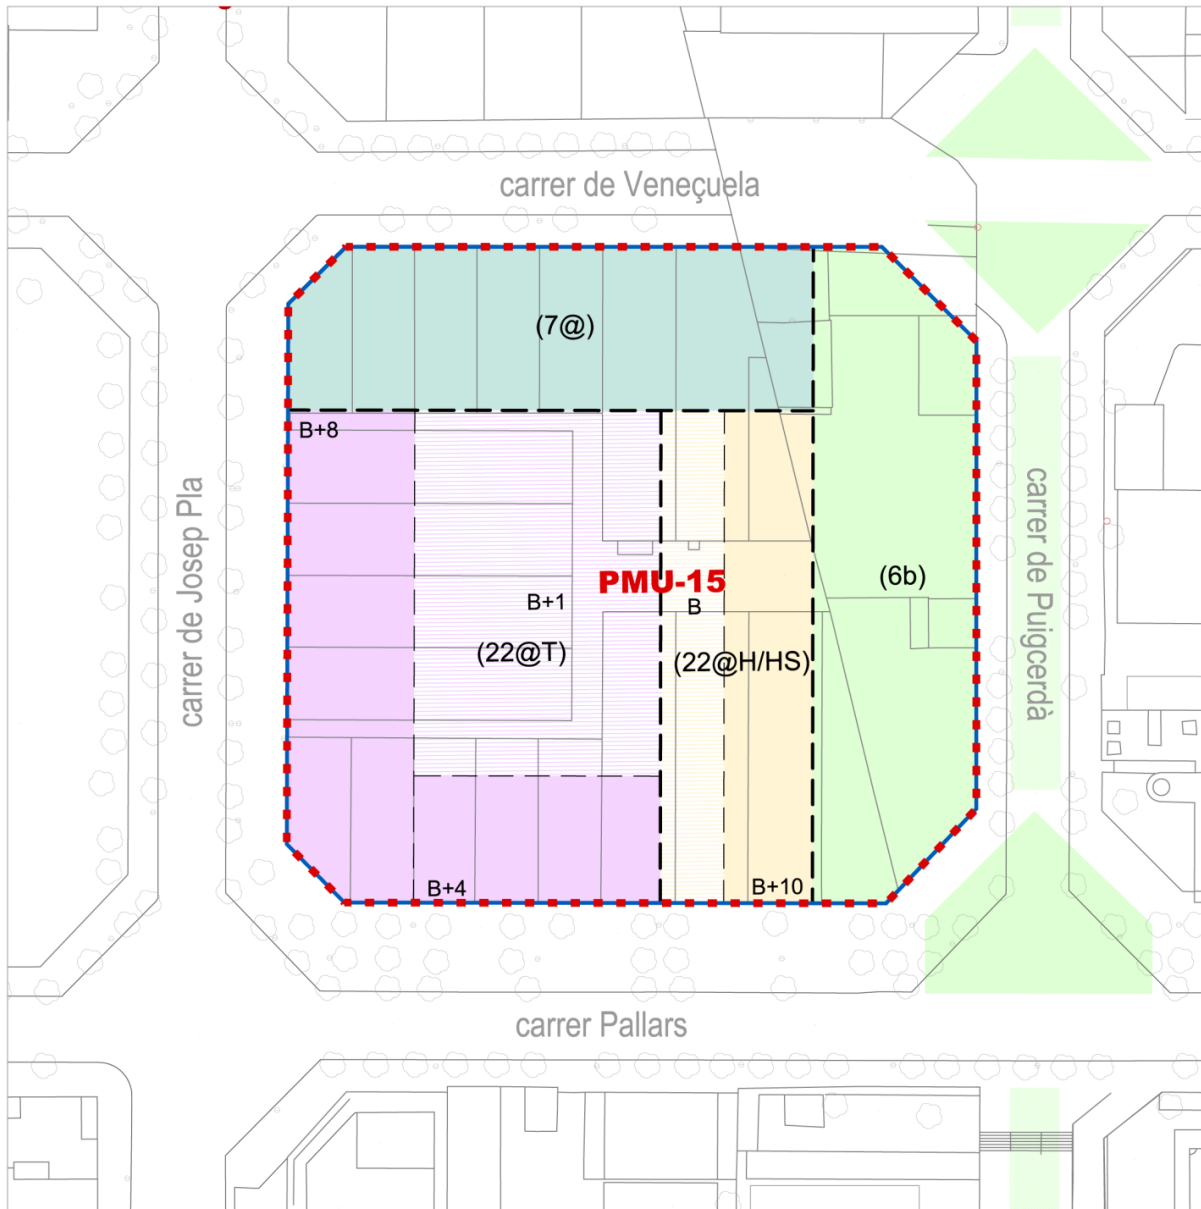 carrer de Veneçuela
(7@)
B+8
carrer de Josep Pla
carrer de Puigcerdà
(6b)
PMU-15
B+1
B
(22@T)
(22@H/HS)
B+4
B+10
carrer Pallars